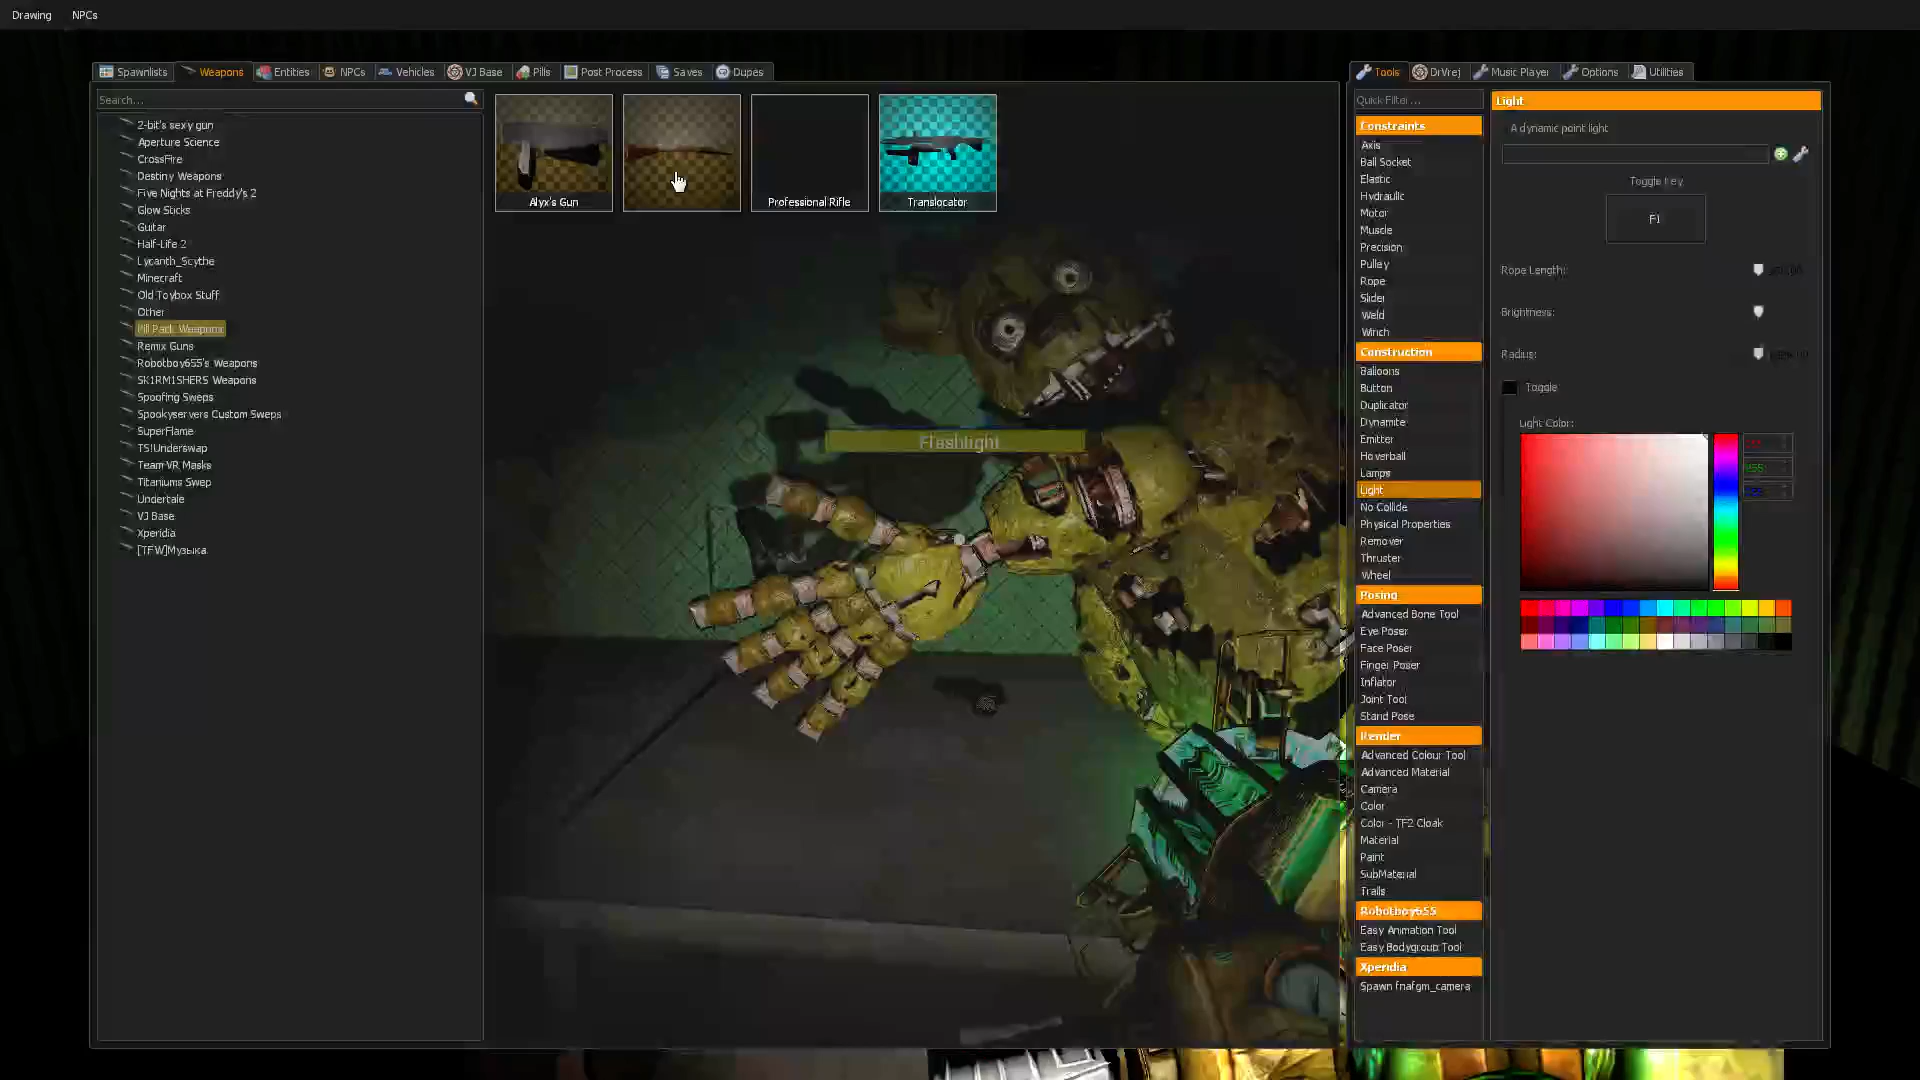 Drawing NPCs
Spawnlists Weapons Entities NPCs Vehicles VJ Base Pills Post Process Saves Dupes
Tools DrVrej Music Player Options Utilities
Search...
2-bit's sexy gun
Aperture Science
CrossFire
Destiny Weapons
Five Nights at Freddy's 2
Glow Sticks
Guitar
Half-Life 2
Lycanth_Scythe
Minecraft
Old Toybox Stuff
Other
Pill Pack Weapons
Remix Guns
Robotboy655's Weapons
SK1RM1SHERS Weapons
Spoofing Sweps
Spookyservers Custom Sweps
SuperFlame
TS!Underswap
Team VR Masks
Titaniums Swep
Undertale
VJ Base
Xperidia
[TFW]Музыка
Alyx's Gun
Professional Rifle
Translocator
Flashlight
Quick Filter ...
Constraints
Axis
Ball Socket
Elastic
Hydraulic
Motor
Muscle
Precision
Pulley
Rope
Slider
Weld
Winch
Construction
Balloons
Button
Duplicator
Dynamite
Emitter
Hoverball
Lamps
Light
No Collide
Physical Properties
Remover
Thruster
Wheel
Posing
Advanced Bone Tool
Eye Poser
Face Poser
Finger Poser
Inflator
Joint Tool
Stand Pose
Render
Advanced Colour Tool
Advanced Material
Camera
Color
Color - TF2 Cloak
Material
Paint
SubMaterial
Trails
Robotboy655
Easy Animation Tool
Easy Bodygroup Tool
Xperidia
Spawn fnafgm_camera
Light
A dynamic point light
Toggle Key
F1
Rope Length:
Brightness:
Radius:
Toggle
Light Color:
255